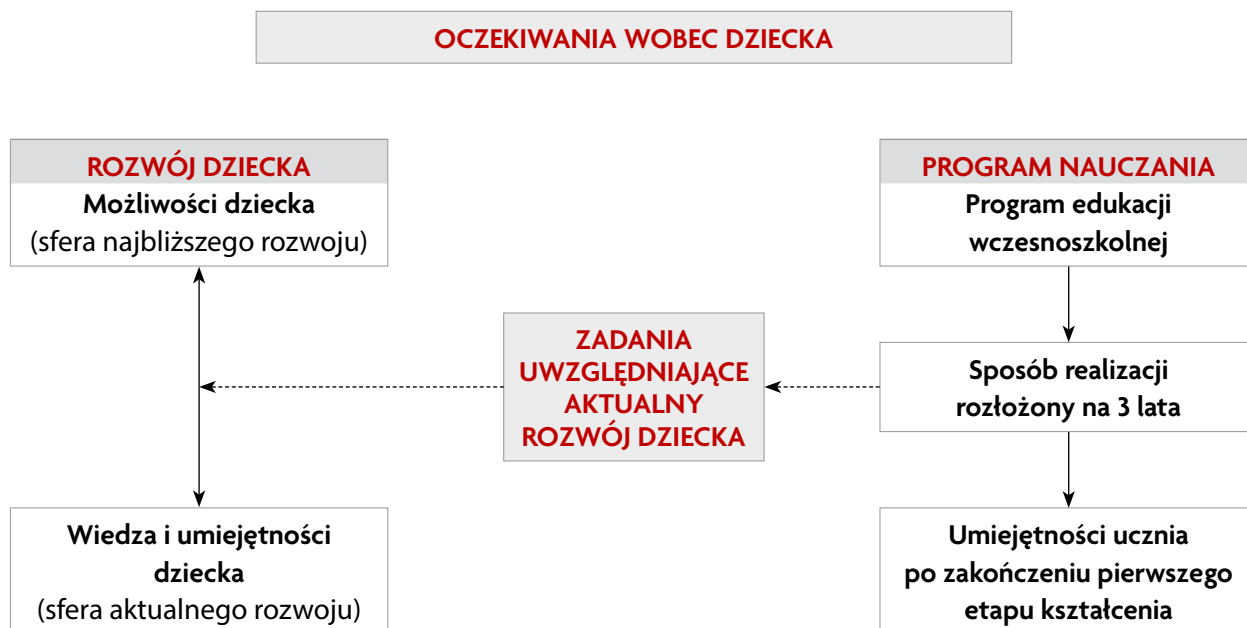 OCZEKIWANIA WOBEC DZIECKA
ROZWÓJ DZIECKA
Możliwości dziecka
(sfera najbliższego rozwoju)
PROGRAM NAUCZANIA
Program edukacji
wczesnoszkolnej
ZADANIA
UWZGLĘDNIAJĄCE
AKTUALNY
ROZWÓJ DZIECKA
Sposób realizacji
rozłożony na 3 lata
Wiedza i umiejętności
dziecka
(sfera aktualnego rozwoju)
Umiejętności ucznia
po zakończeniu pierwszego
etapu kształcenia